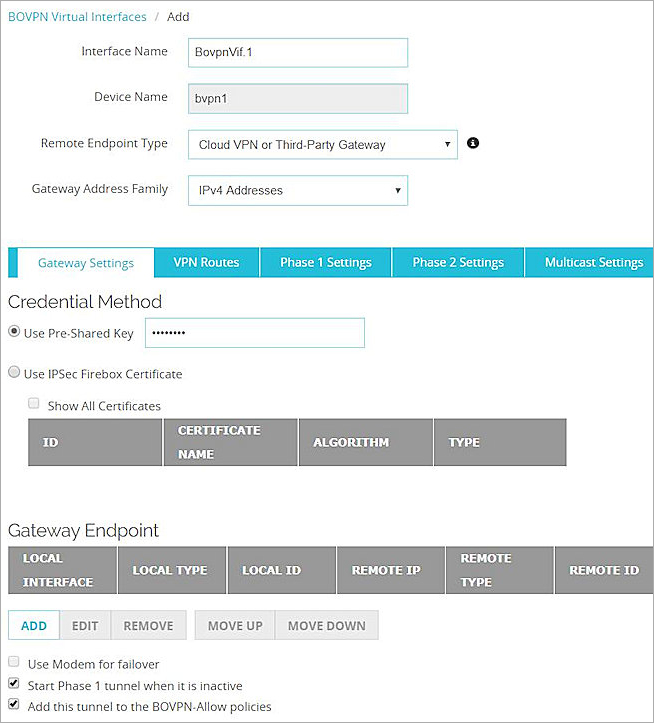 BOVPN Virtual Interfaces / Add
Interface Name BovpnVif.1
Device Name bvpn1
Remote Endpoint Type Cloud VPN or Third-Party Gateway
Gateway Address Family IPv4 Addresses
Gateway Settings VPN Routes Phase 1 Settings Phase 2 Settings Multicast Settings
Credential Method
Use Pre-Shared Key ••••••••
Use IPSec Firebox Certificate
Show All Certificates
ID CERTIFICATE NAME ALGORITHM TYPE
Gateway Endpoint
LOCAL INTERFACE LOCAL TYPE LOCAL ID REMOTE IP REMOTE TYPE REMOTE ID
ADD EDIT REMOVE MOVE UP MOVE DOWN
Use Modem for failover
Start Phase 1 tunnel when it is inactive
Add this tunnel to the BOVPN-Allow policies